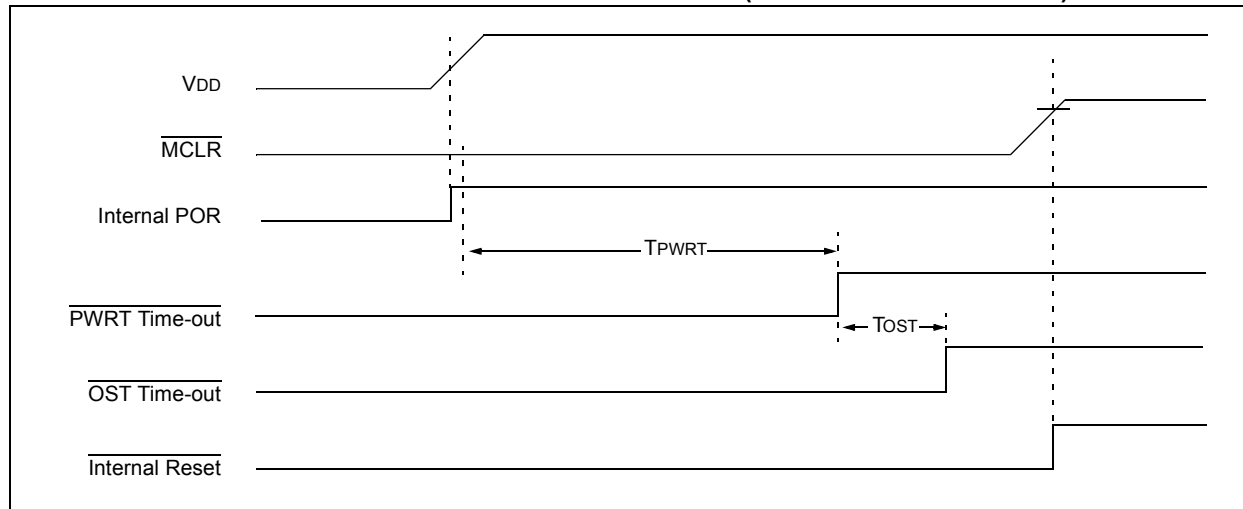 VDD
MCLR
Internal POR
TPWRT
PWRT Time-out
TOST
OST Time-out
Internal Reset